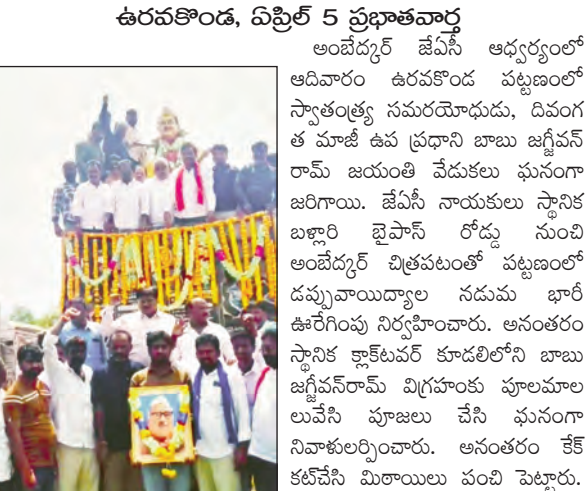 ఉరవకొండ, ఏప్రిల్ 5 ప్రభాతవార్త
అంబేద్కర్ జేఏసీ ఆధ్వర్యంలో
ఆదివారం ఉరవకొండ పట్టణంలో
స్వాతంత్ర్య సమరయోధుడు, దివంగ
త మాజీ ఉప ప్రధాని బాబు జగ్జీవన్
రామ్ జయంతి వేడుకలు ఘనంగా
జరిగాయి. జేఏసీ నాయకులు స్థానిక
బళ్లారి బైపాస్ రోడ్డు నుంచి
అంబేద్కర్ చిత్రపటంతో పట్టణంలో
డప్పువాయిద్యాల నడుమ భారీ
ఊరేగింపు నిర్వహించారు. అనంతరం
స్థానిక క్లాక్‌టవర్ కూడలిలోని బాబు
జగ్జీవన్‌రామ్ విగ్రహంకు పూలమాల
లువేసి పూజలు చేసి ఘనంగా
నివాళులర్పించారు. అనంతరం కేక్
కట్‌చేసి మిఠాయిలు పంచి పెట్టారు.